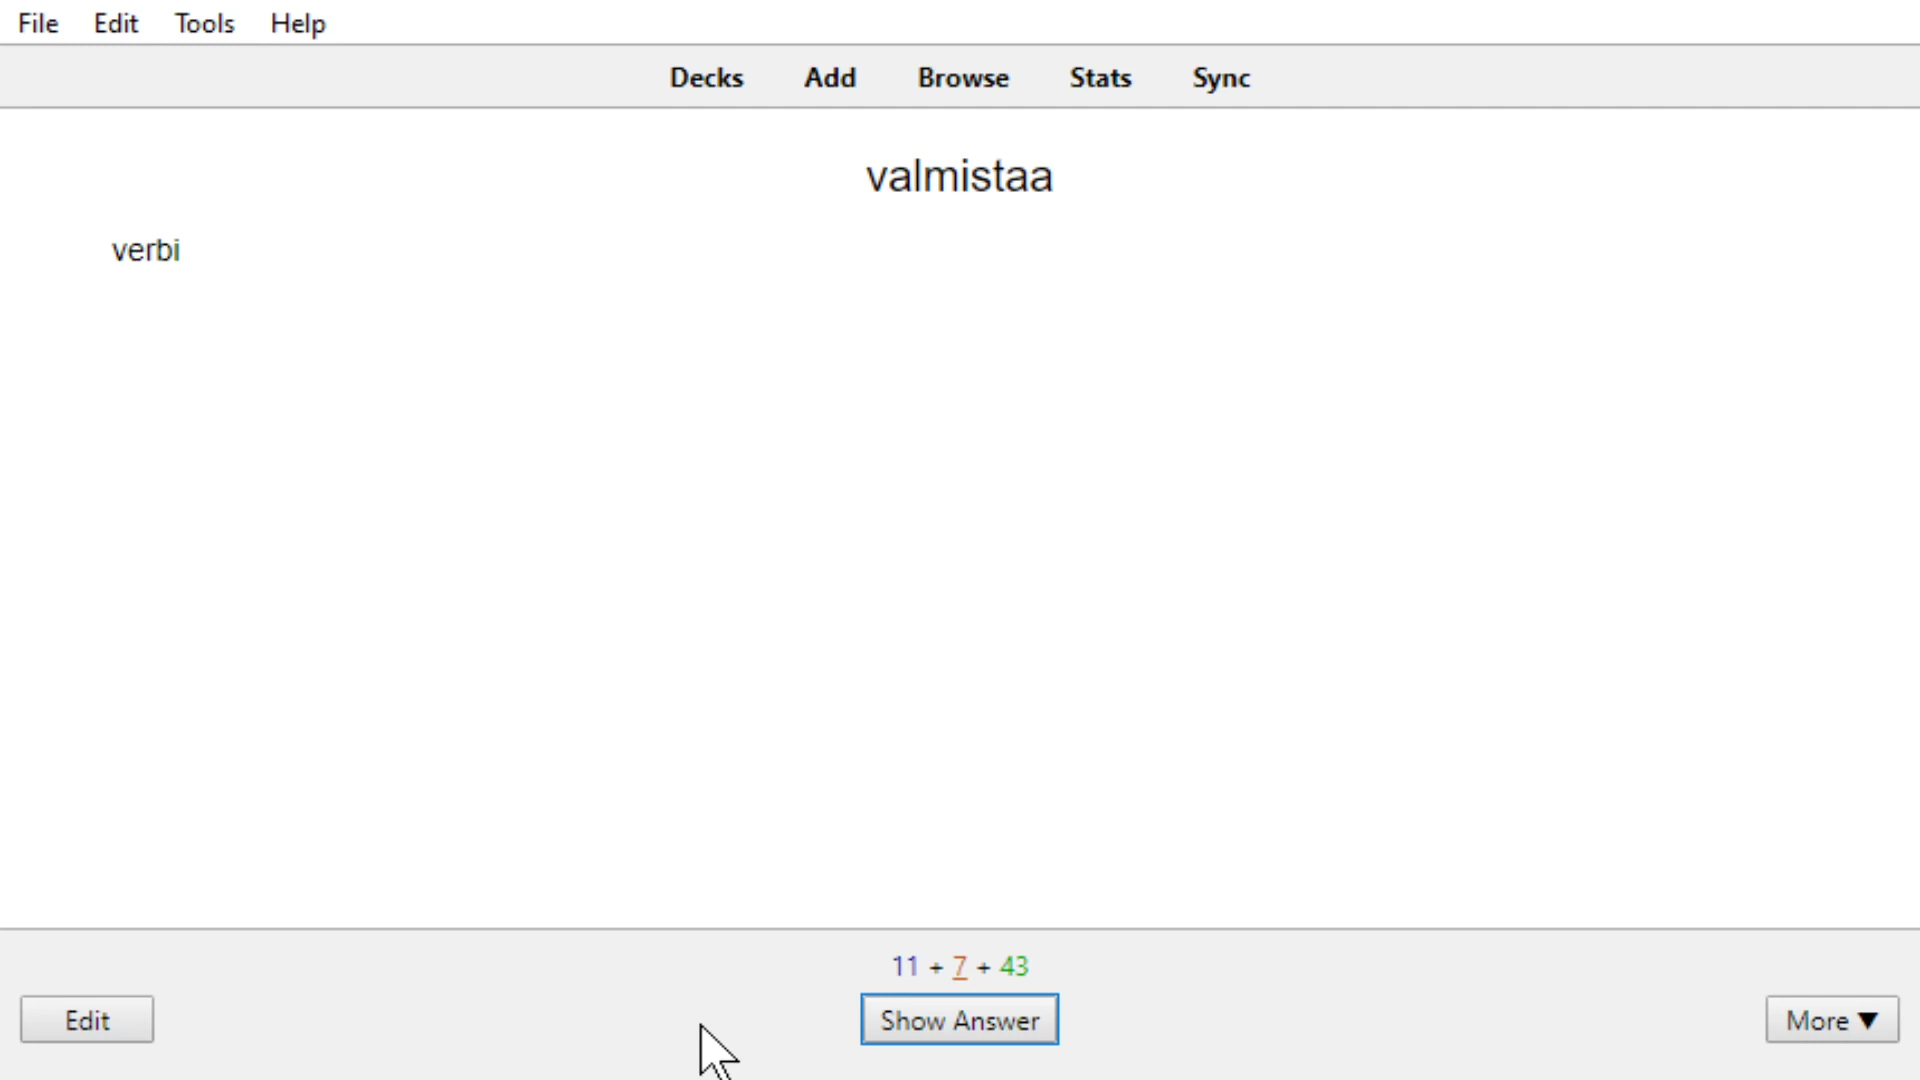 File Edit Tools Help
Decks Add Browse Stats Sync
valmistaa
verbi
11 + 7 + 43
Edit Show Answer More ▼